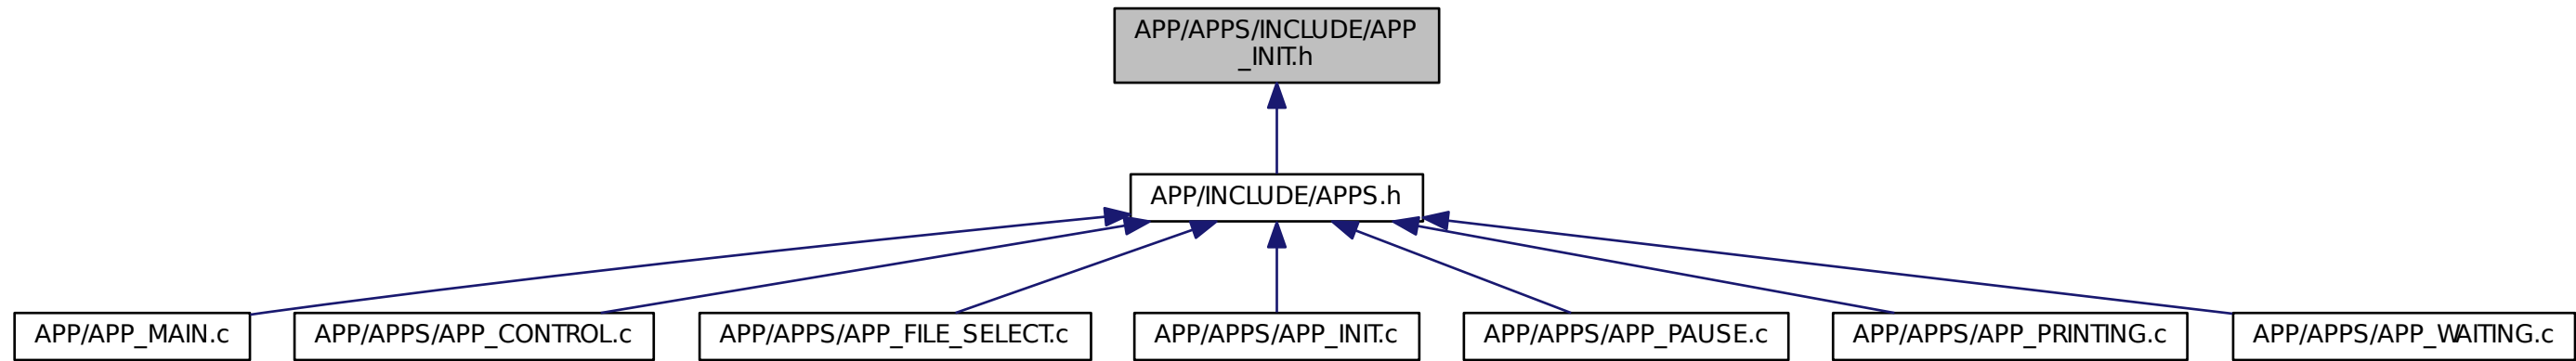 APP/APPS/INCLUDE/APP
_INIT.h
APP/INCLUDE/APPS.h
APP/APP_MAIN.c
APP/APPS/APP_CONTROL.c
APP/APPS/APP_FILE_SELECT.c
APP/APPS/APP_INIT.c
APP/APPS/APP_PAUSE.c
APP/APPS/APP_PRINTING.c
APP/APPS/APP_WAITING.c